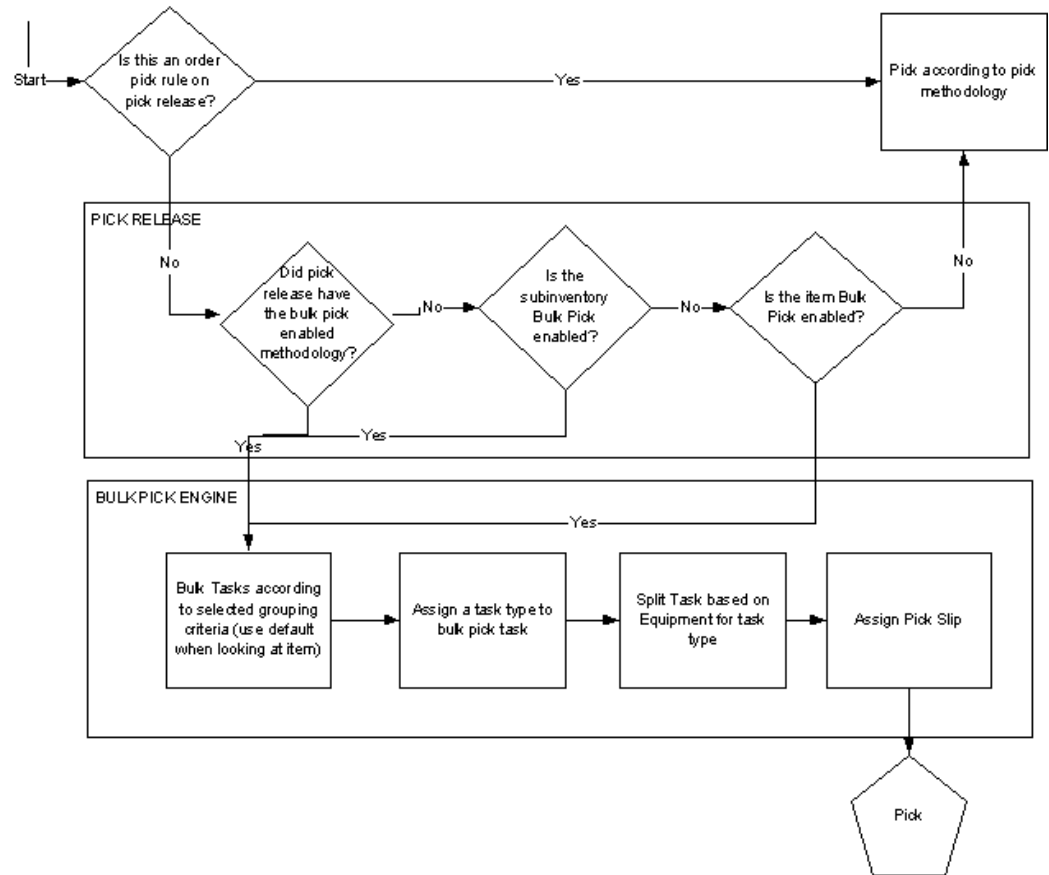 Is this an order
pick rule on
pick release?
Start
Yes
Pick according to pick
methodology
PICK RELEASE
No
Did pick
release have
the bulk pick
enabled
methodology?
No
Is the
subinventory
Bulk Pick
enabled?
No
Is the item Bulk
Pick enabled?
No
Yes
Yes
BULK PICK ENGINE
Yes
Bulk Tasks according
to selected grouping
criteria (use default
when looking at item)
Assign a task type to
bulk pick task
Split Task based on
Equipment for task
type
Assign Pick Slip
Pick